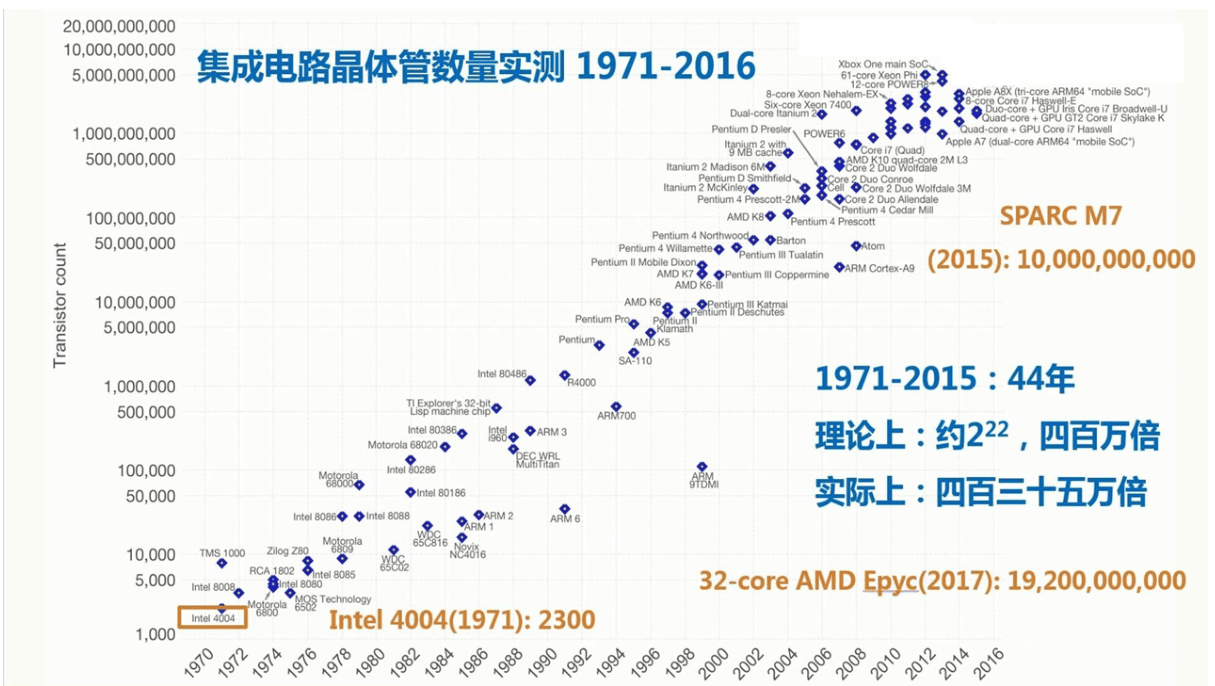 集成电路晶体管数量实测 1971-2016
Transistor count
20,000,000,000
10,000,000,000
5,000,000,000
1,000,000,000
500,000,000
100,000,000
50,000,000
10,000,000
5,000,000
1,000,000
500,000
100,000
50,000
10,000
5,000
1,000
Xbox One main SoC
61-core Xeon Phi
12-core POWER8
8-core Xeon Nehalem-EX
Six-core Xeon 7400
Dual-core Itanium 2
Apple A8X (tri-core ARM64 "mobile SoC")
8-core Core i7 Haswell-E
Duo-core + GPU Iris Core i7 Broadwell-U
Quad-core + GPU GT2 Core i7 Skylake K
Quad-core + GPU Core i7 Haswell
Apple A7 (dual-core ARM64 "mobile SoC")
Pentium D Presler
POWER6
Itanium 2 with
9 MB cache
Core i7 (Quad)
AMD K10 quad-core 2M L3
Core 2 Duo Wolfdale
Itanium 2 Madison 6M
Pentium D Smithfield
Core 2 Duo Conroe
Cell
Core 2 Duo Wolfdale 3M
Itanium 2 McKinley
Pentium 4 Prescott-2M
Core 2 Duo Allendale
Pentium 4 Cedar Mill
AMD K8
Pentium 4 Prescott
Pentium 4 Northwood
Barton
Pentium 4 Willamette
Pentium III Tualatin
Atom
Pentium II Mobile Dixon
ARM Cortex-A9
AMD K7
Pentium III Coppermine
AMD K6-III
AMD K6
Pentium III Katmai
Pentium II Deschutes
Pentium Pro
Pentium II
Klamath
Pentium
AMD K5
SA-110
Intel 80486
R4000
TI Explorer's 32-bit
Lisp machine chip
ARM700
Intel 80386
Intel
i960
ARM 3
Motorola 68020
DEC WRL
MultiTitan
Intel 80286
ARM
9TDMI
Motorola
68000
Intel 80186
Intel 8086
Intel 8088
ARM 2
ARM 6
WDC
65C816
ARM 1
Novix
NC4016
Motorola
6809
WDC
65C02
TMS 1000
Zilog Z80
RCA 1802
Intel 8085
Intel 8008
Intel 8080
Motorola
6800
MOS Technology
6502
Intel 4004
Intel 4004(1971): 2300
SPARC M7
(2015): 10,000,000,000
1971-2015：44年
理论上：约2²²，四百万倍
实际上：四百三十五万倍
32-core AMD Epyc(2017): 19,200,000,000
1970 1972 1974 1976 1978 1980 1982 1984 1986 1988 1990 1992 1994 1996 1998 2000 2002 2004 2006 2008 2010 2012 2014 2016